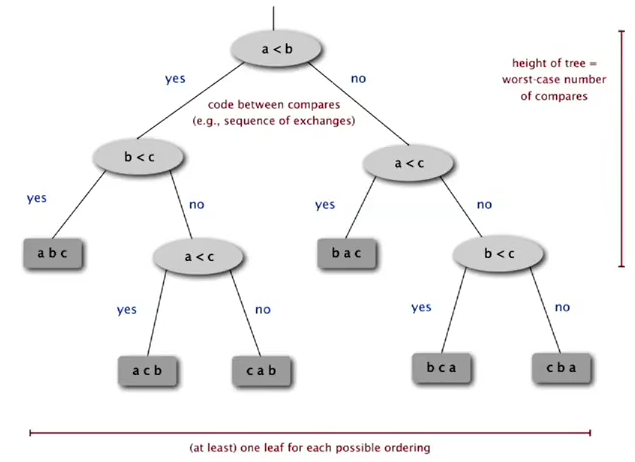 a < b
yes
no
height of tree =
worst-case number
of compares
code between compares
(e.g., sequence of exchanges)
b < c
a < c
yes
no
yes
no
a b c
a < c
b a c
b < c
yes
no
yes
no
a c b
c a b
b c a
c b a
(at least) one leaf for each possible ordering